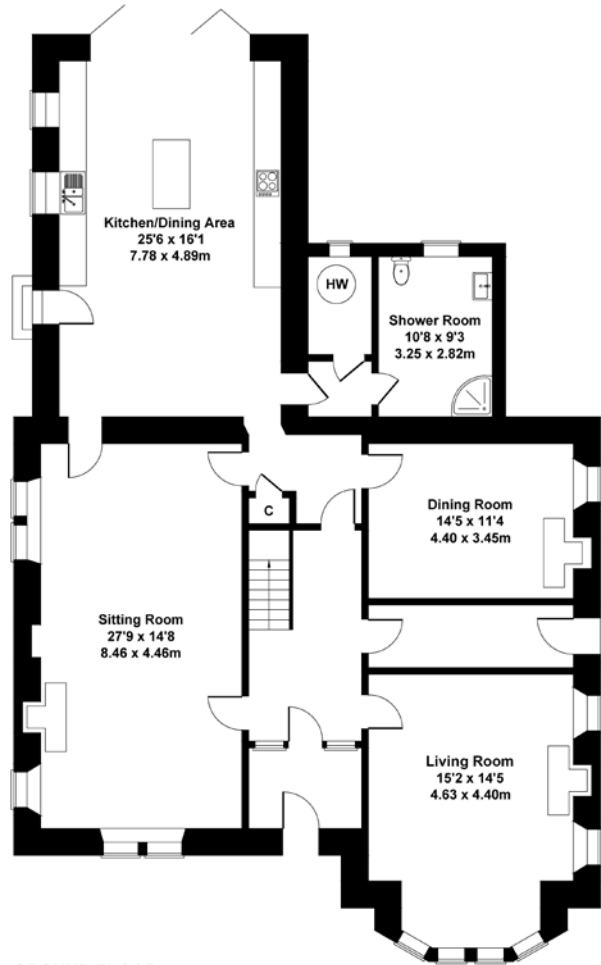 Kitchen/Dining Area
25'6 x 16'1
7.78 x 4.89m
HW
Shower Room
10'8 x 9'3
3.25 x 2.82m
C
Dining Room
14'5 x 11'4
4.40 x 3.45m
Sitting Room
27'9 x 14'8
8.46 x 4.46m
Living Room
15'2 x 14'5
4.63 x 4.40m